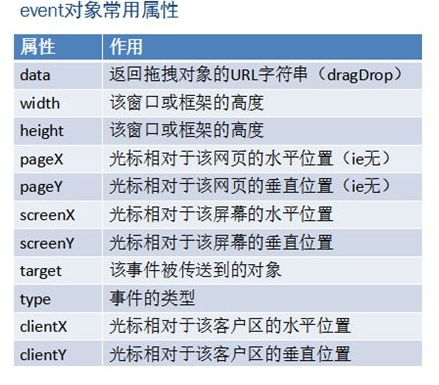 event对象常用属性
属性 作用
data 返回拖拽对象的URL字符串（dragDrop）
width 该窗口或框架的高度
height 该窗口或框架的高度
pageX 光标相对于该网页的水平位置（ie无）
pageY 光标相对于该网页的垂直位置（ie无）
screenX 光标相对于该屏幕的水平位置
screenY 光标相对于该屏幕的垂直位置
target 该事件被传送到的对象
type 事件的类型
clientX 光标相对于该客户区的水平位置
clientY 光标相对于该客户区的垂直位置